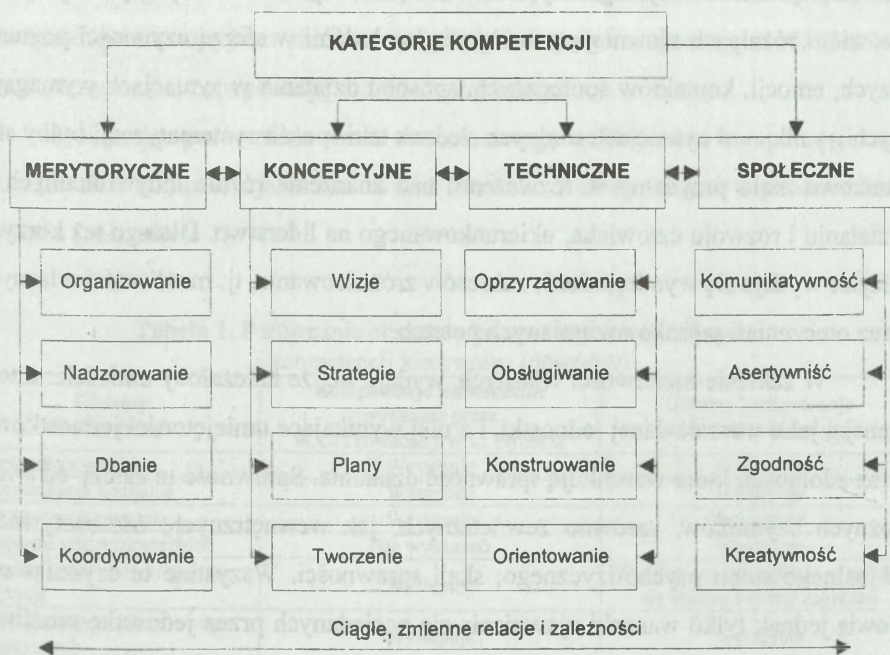 KATEGORIE KOMPETENCJI
MERYTORYCZNE KONCEPCYJNE TECHNICZNE SPOŁECZNE
Organizowanie Wizje Oprzyrządowanie Komunikatywność
Nadzorowanie Strategie Obsługiwanie Asertywniść
Dbanie Plany Konstruowanie Zgodność
Koordynowanie Tworzenie Orientowanie Kreatywność
Ciągłe, zmienne relacje i zależności